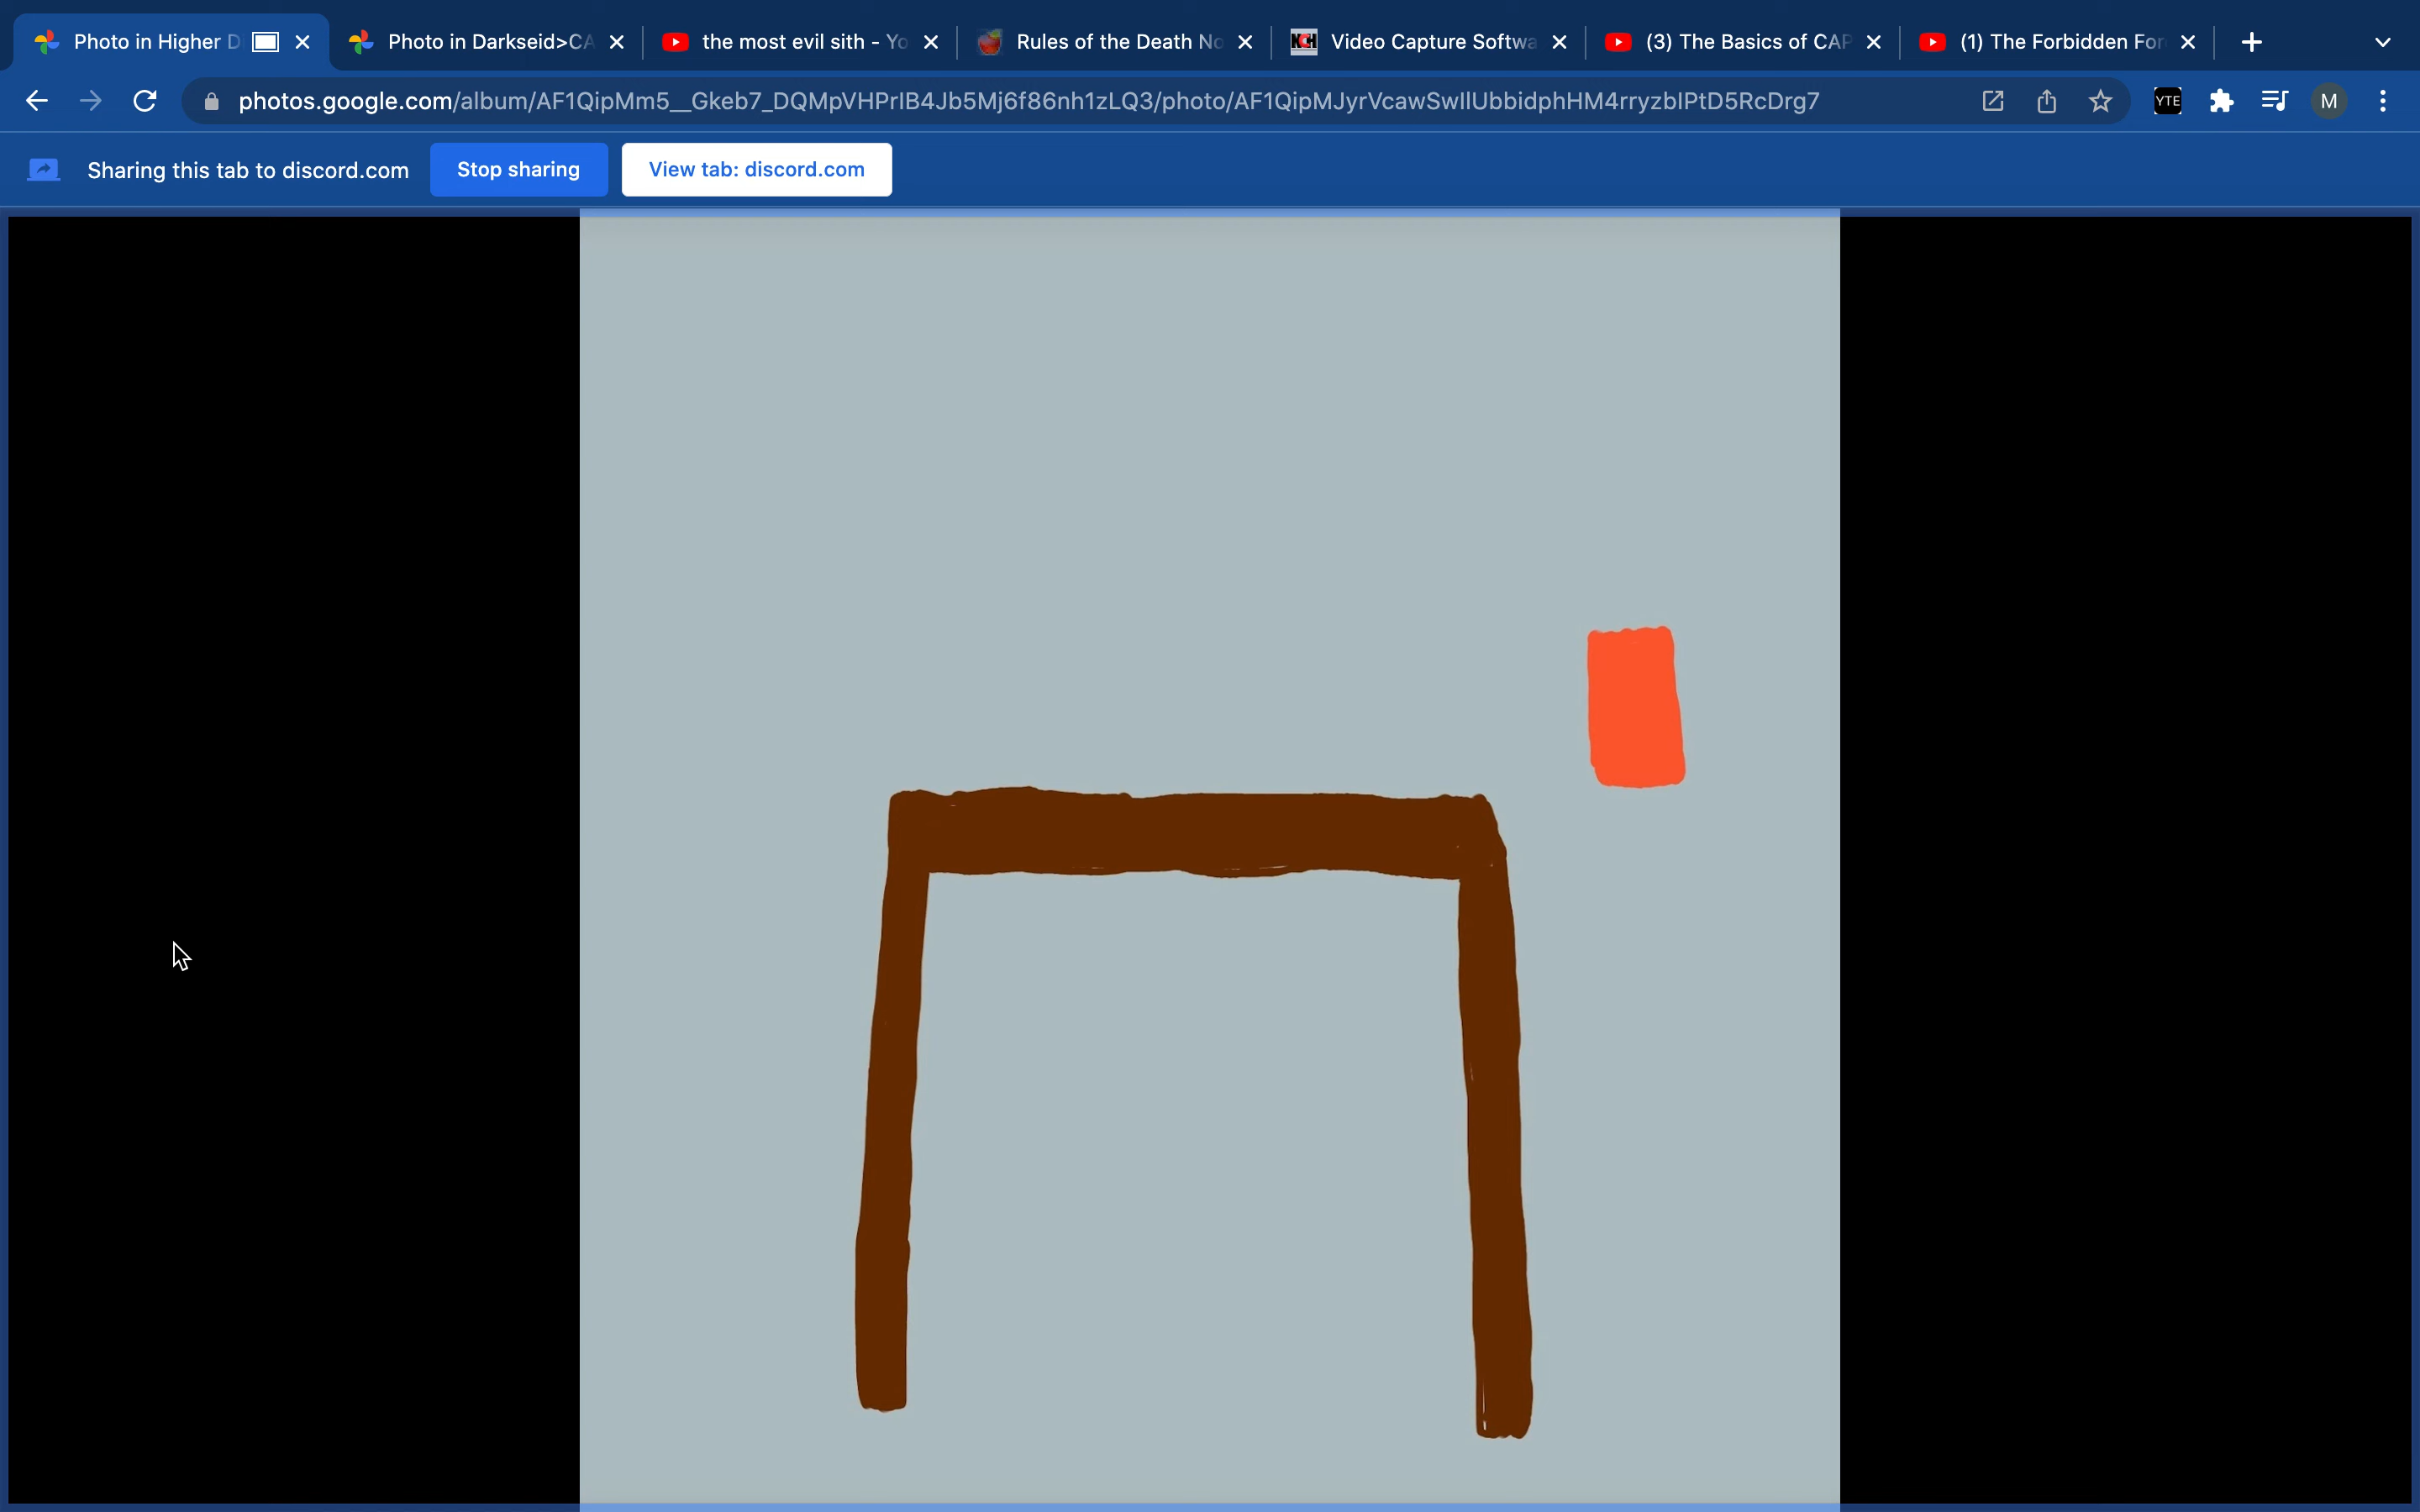 Photo in Higher D
Photo in Darkseid>CA
the most evil sith - Yo
Rules of the Death No
NCH Video Capture Softwa
(3) The Basics of CAP
(1) The Forbidden For
photos.google.com/album/AF1QipMm5__Gkeb7_DQMpVHPrIB4Jb5Mj6f86nh1zLQ3/photo/AF1QipMJyrVcawSwIlUbbidphHM4rryzbIPtD5RcDrg7
YTE
M
Sharing this tab to discord.com
Stop sharing
View tab: discord.com